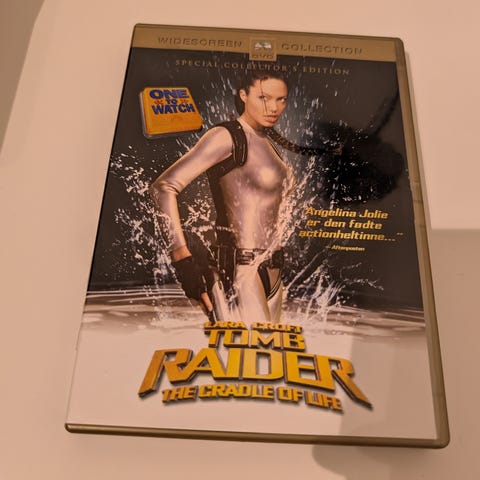 WIDESCREEN DVD COLLECTION
SPECIAL COLLECTOR'S EDITION
ONE
TO
WATCH
"Angelina Jolie
er den fødte
actionheltinne..."
- Aftenposten
LARA CROFT
TOMB
RAIDER
THE CRADLE OF LIFE